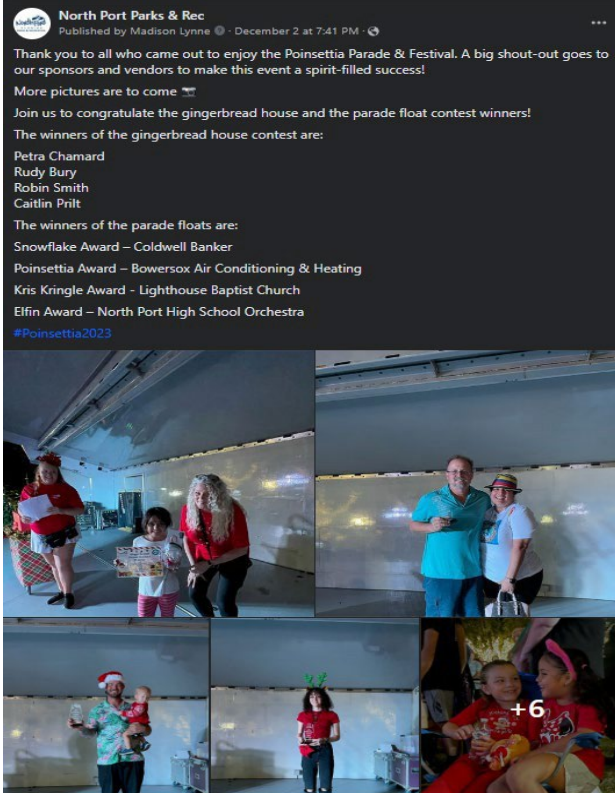 North Port Parks & Rec
Published by Madison Lynne · December 2 at 7:41 PM ·
Thank you to all who came out to enjoy the Poinsettia Parade & Festival. A big shout-out goes to
our sponsors and vendors to make this event a spirit-filled success!
More pictures are to come
Join us to congratulate the gingerbread house and the parade float contest winners!
The winners of the gingerbread house contest are:
Petra Chamard
Rudy Bury
Robin Smith
Caitlin Prilt
The winners of the parade floats are:
Snowflake Award – Coldwell Banker
Poinsettia Award – Bowersox Air Conditioning & Heating
Kris Kringle Award - Lighthouse Baptist Church
Elfin Award – North Port High School Orchestra
#Poinsettia2023
+6